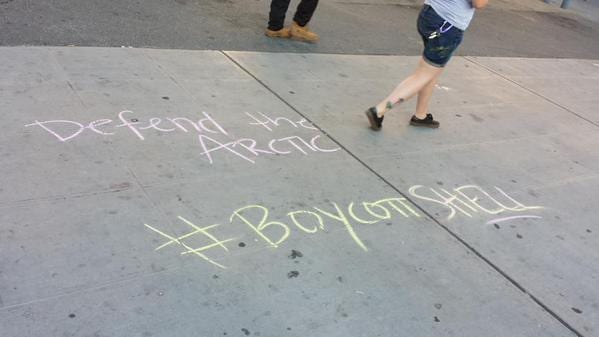 Defend the
ARCTIC
#BoycottSHELL